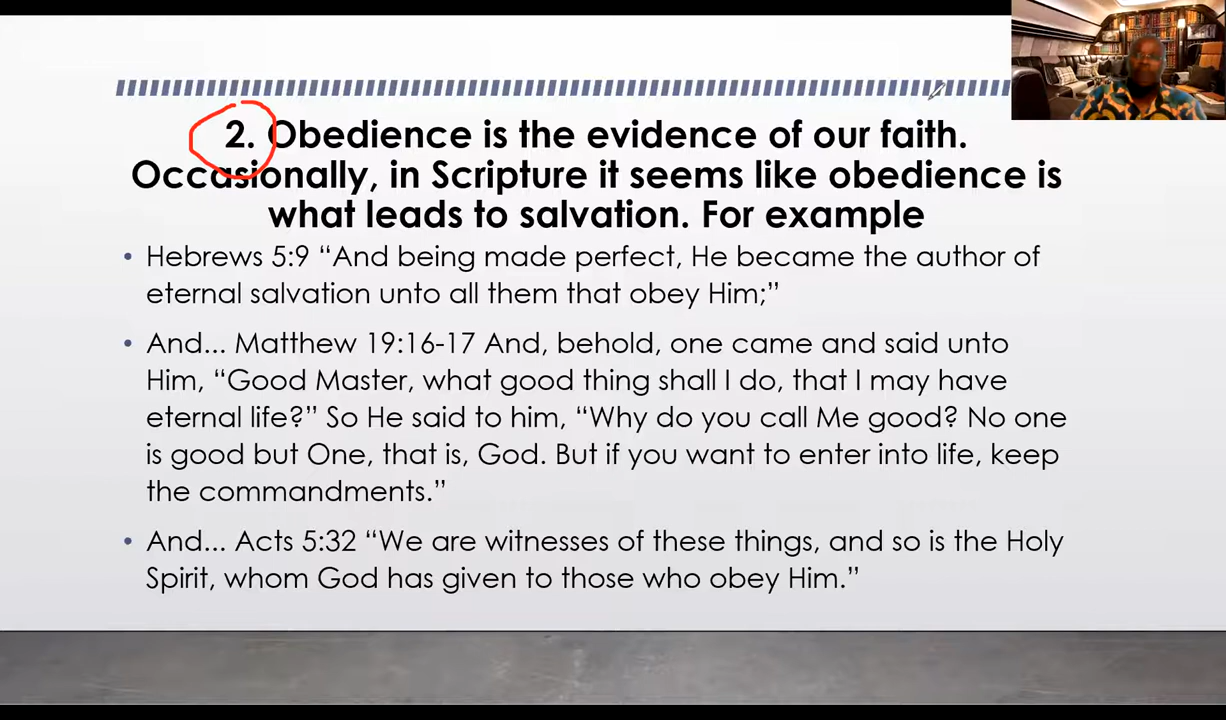 2. Obedience is the evidence of our faith.
Occasionally, in Scripture it seems like obedience is
what leads to salvation. For example
• Hebrews 5:9 “And being made perfect, He became the author of
eternal salvation unto all them that obey Him;”
• And... Matthew 19:16-17 And, behold, one came and said unto
Him, “Good Master, what good thing shall I do, that I may have
eternal life?” So He said to him, “Why do you call Me good? No one
is good but One, that is, God. But if you want to enter into life, keep
the commandments.”
• And... Acts 5:32 “We are witnesses of these things, and so is the Holy
Spirit, whom God has given to those who obey Him.”